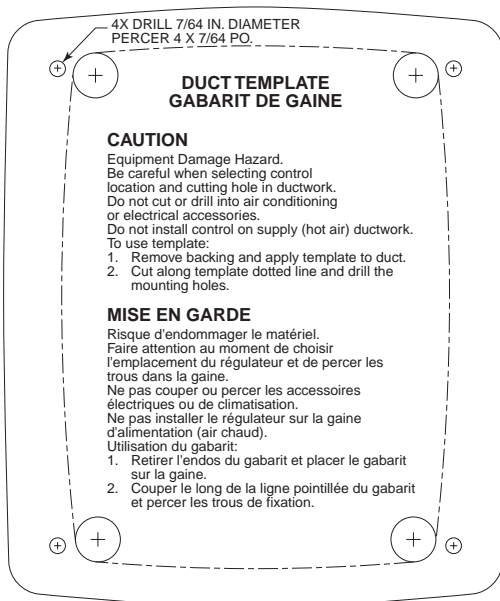 4X DRILL 7/64 IN. DIAMETER
PERCER 4 X 7/64 PO.
DUCT TEMPLATE
GABARIT DE GAINE
CAUTION
Equipment Damage Hazard.
Be careful when selecting control
location and cutting hole in ductwork.
Do not cut or drill into air conditioning
or electrical accessories.
Do not install control on supply (hot air) ductwork.
To use template:
1. Remove backing and apply template to duct.
2. Cut along template dotted line and drill the
mounting holes.
MISE EN GARDE
Risque d'endommager le matériel.
Faire attention au moment de choisir
l'emplacement du régulateur et de percer les
trous dans la gaine.
Ne pas couper ou percer les accessoires
électriques ou de climatisation.
Ne pas installer le régulateur sur la gaine
d'alimentation (air chaud).
Utilisation du gabarit:
1. Retirer l'endos du gabarit et placer le gabarit
sur la gaine.
2. Couper le long de la ligne pointillée du gabarit
et percer les trous de fixation.